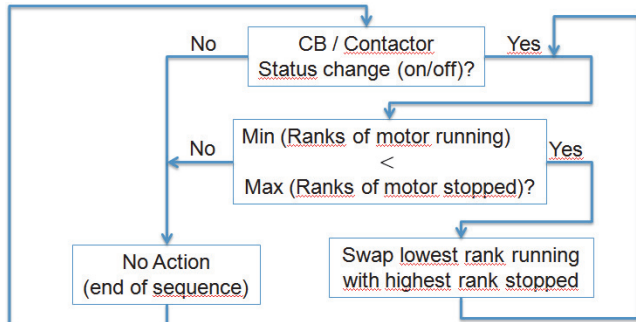 No
CB / Contactor
Status change (on/off)?
Yes
No
Min (Ranks of motor running)
<
Max (Ranks of motor stopped)?
Yes
No Action
(end of sequence)
Swap lowest rank running
with highest rank stopped